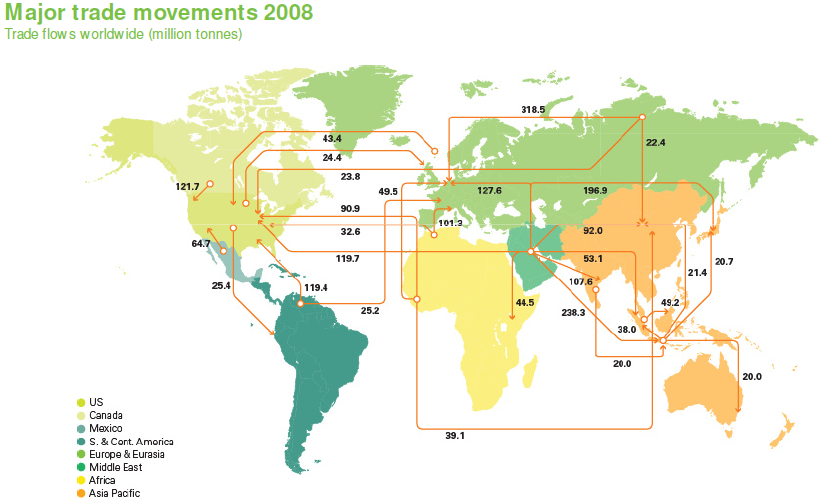 Major trade movements 2008
Trade flows worldwide (million tonnes)
318.5
43.4
22.4
24.4
23.8
121.7
49.5
127.6
196.9
90.9
101.3
32.6
92.0
64.7
119.7
53.1
20.7
21.4
25.4
119.4
107.6
44.5
49.2
25.2
238.3
38.0
20.0
20.0
39.1
US
Canada
Mexico
S. & Cent. America
Europe & Eurasia
Middle East
Africa
Asia Pacific